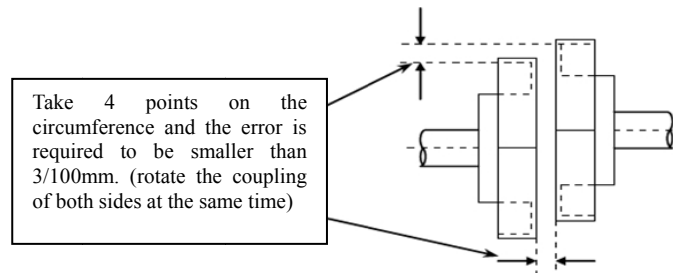 Take 4 points on the
circumference and the error is
required to be smaller than
3/100mm. (rotate the coupling
of both sides at the same time)